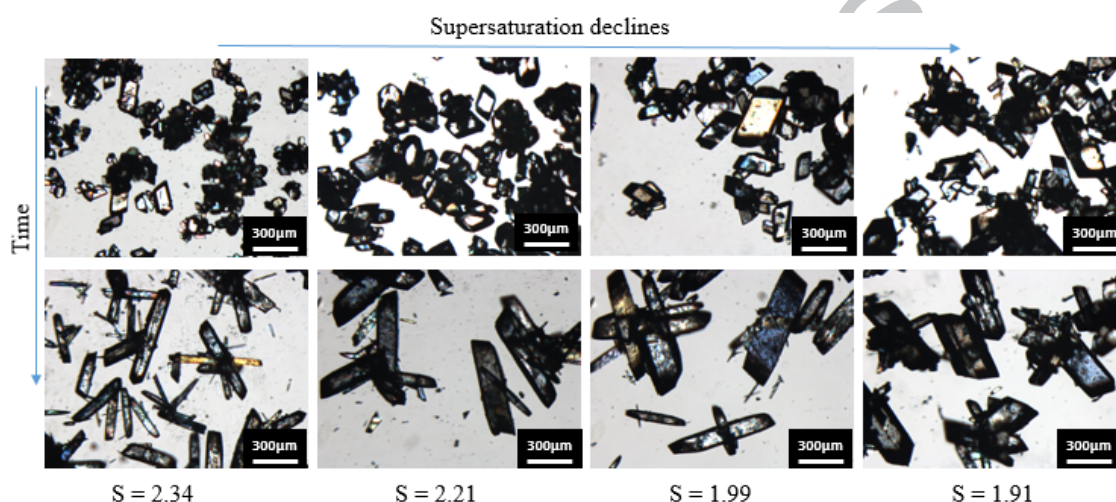 Supersaturation declines
Time
300μm
300μm
300μm
300μm
300μm
300μm
300μm
300μm
S = 2.34
S = 2.21
S = 1.99
S = 1.91